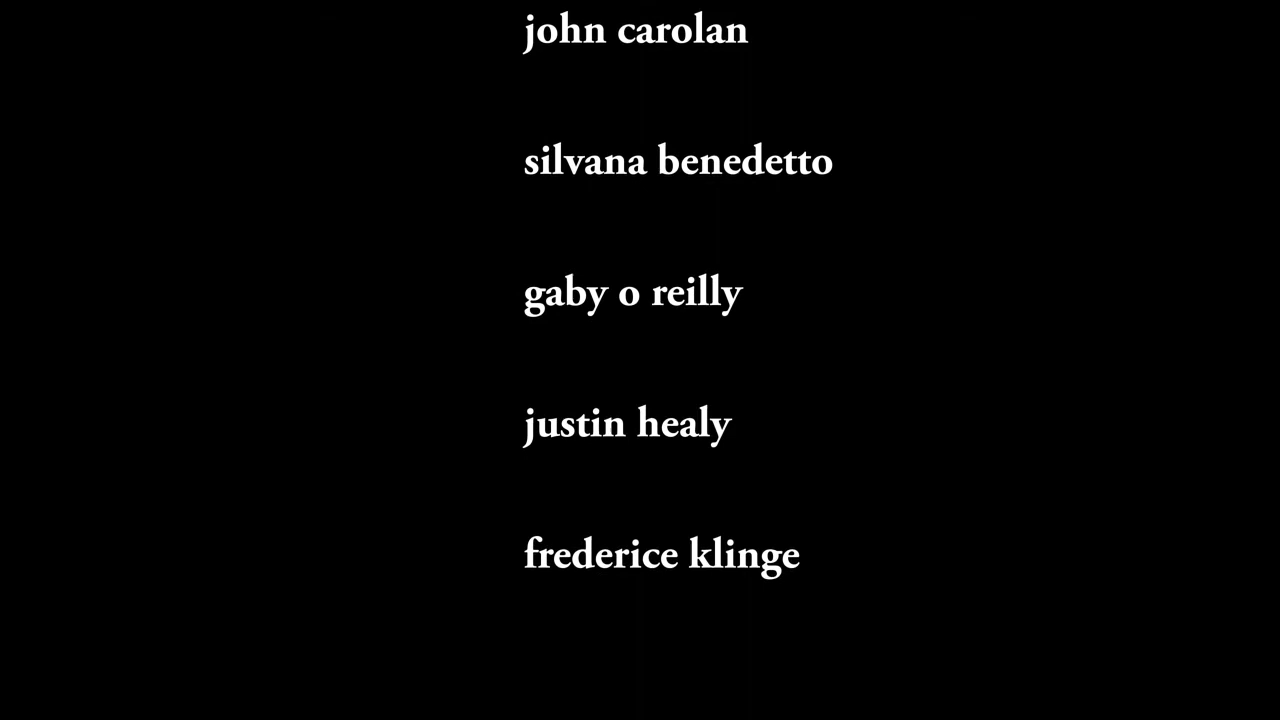 john carolan
silvana benedetto
gaby o reilly
justin healy
frederice klinge